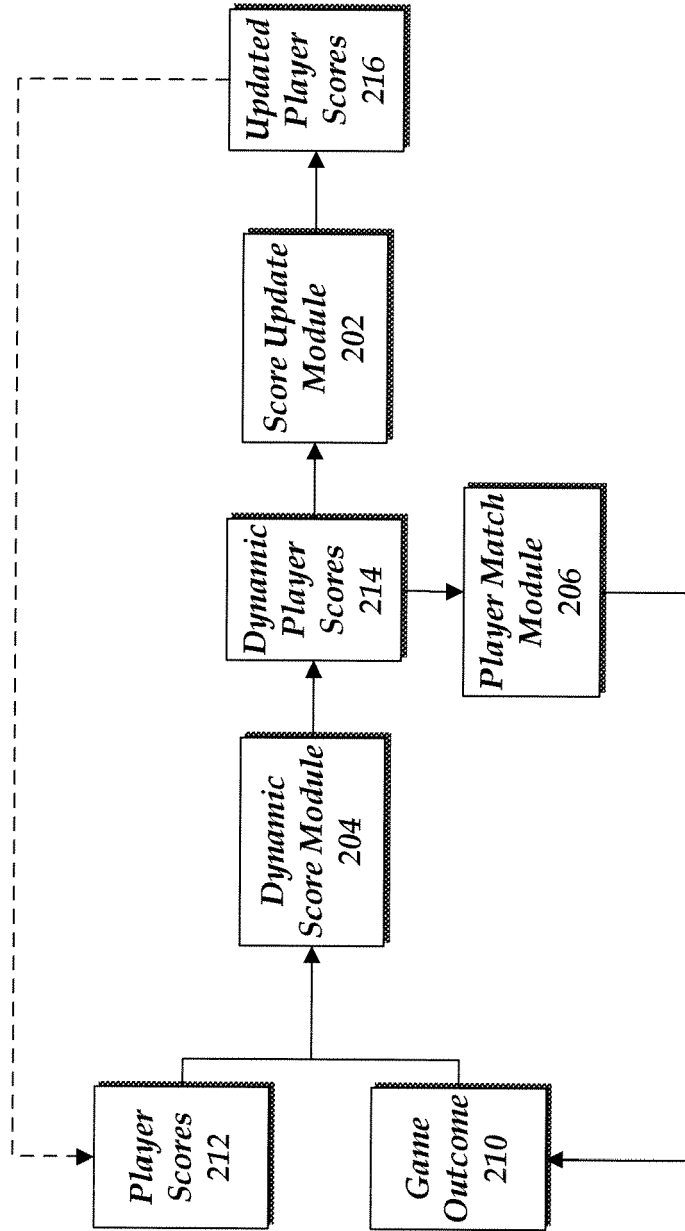 Player
Scores
212
Game
Outcome
210
Dynamic
Score Module
204
Dynamic
Player
Scores
214
Player Match
Module
206
Score Update
Module
202
Updated
Player
Scores
216